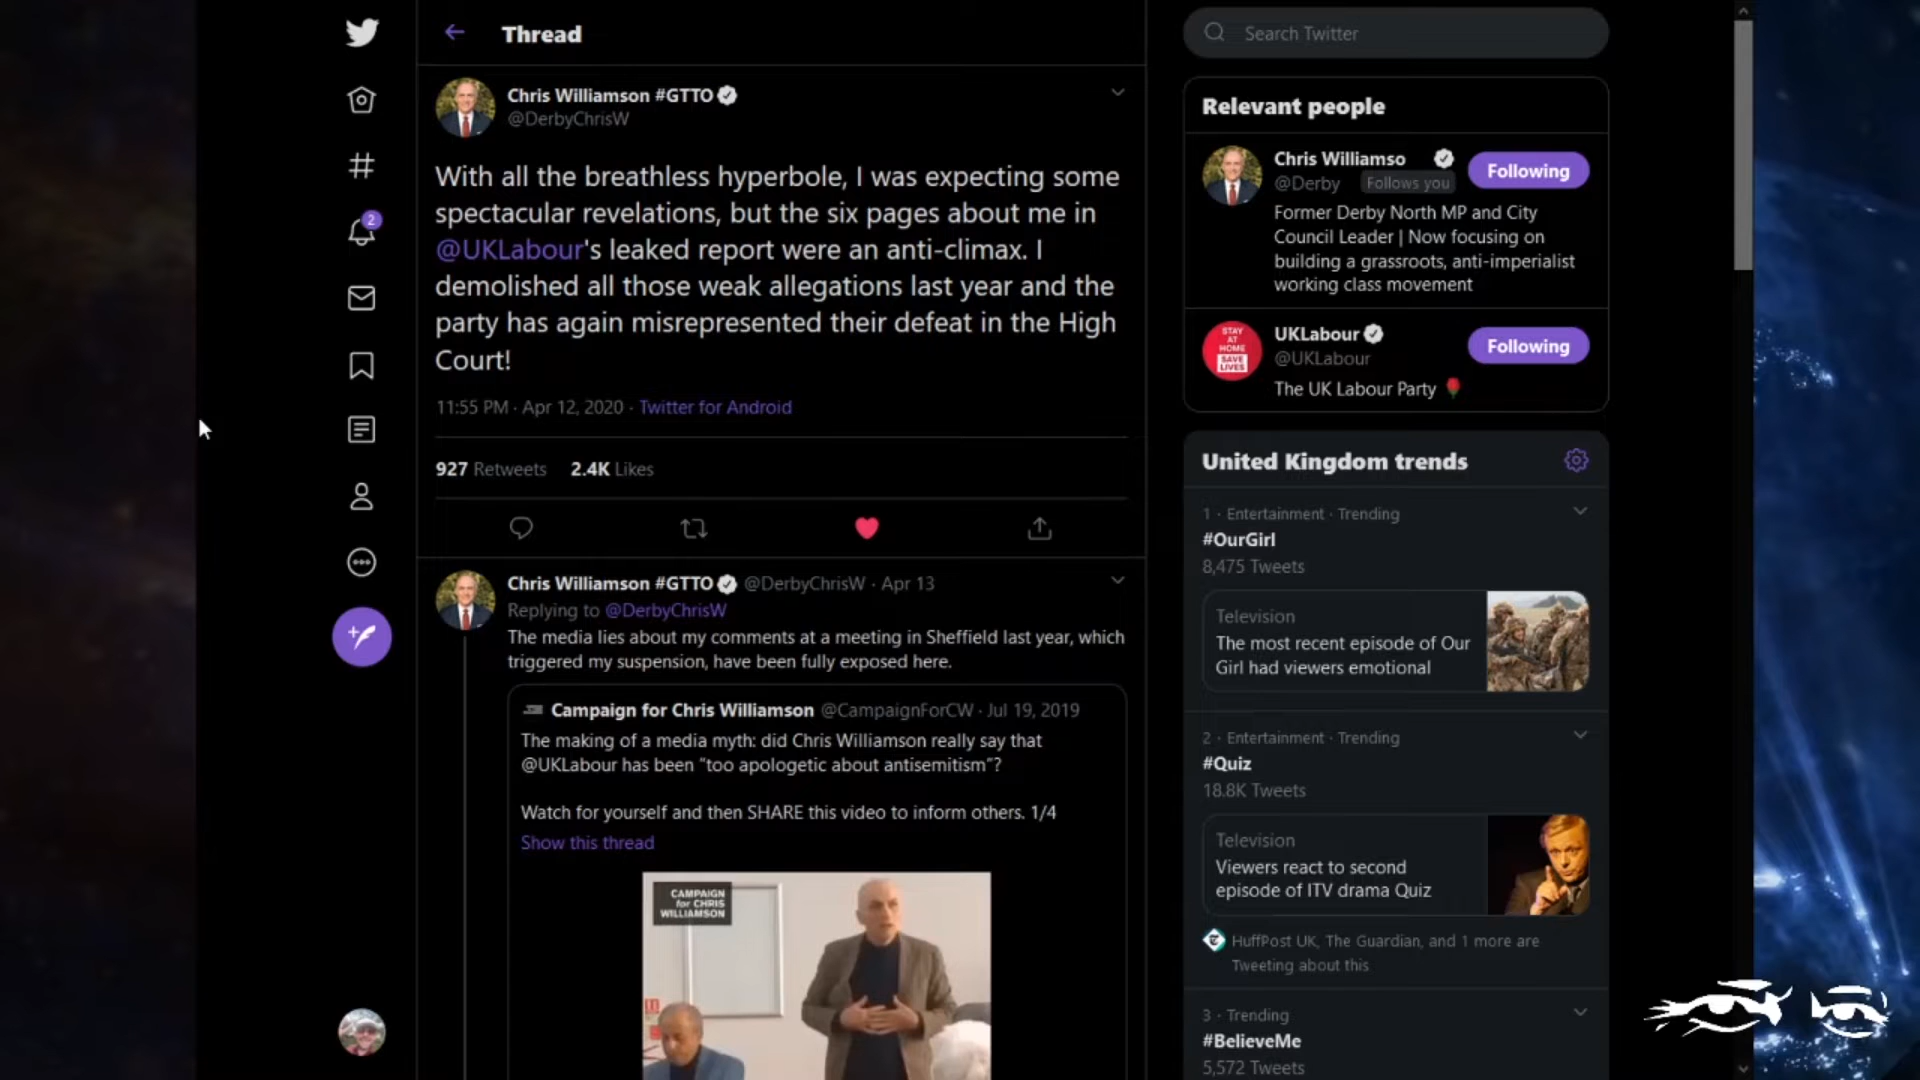 Thread
Search Twitter
Chris Williamson #GTTO
@DerbyChrisW
With all the breathless hyperbole, I was expecting some
spectacular revelations, but the six pages about me in
@UKLabour's leaked report were an anti-climax. I
demolished all those weak allegations last year and the
party has again misrepresented their defeat in the High
Court!
11:55 PM · Apr 12, 2020 · Twitter for Android
927 Retweets 2.4K Likes
Chris Williamson #GTTO @DerbyChrisW · Apr 13
Replying to @DerbyChrisW
The media lies about my comments at a meeting in Sheffield last year, which
triggered my suspension, have been fully exposed here.
Campaign for Chris Williamson @CampaignForCW · Jul 19, 2019
The making of a media myth: did Chris Williamson really say that
@UKLabour has been “too apologetic about antisemitism”?
Watch for yourself and then SHARE this video to inform others. 1/4
Show this thread
CAMPAIGN
for CHRIS
WILLIAMSON
2
Relevant people
Chris Williamso
Following
@Derby Follows you
Former Derby North MP and City
Council Leader | Now focusing on
building a grassroots, anti-imperialist
working class movement
STAY
AT
HOME
SAVE
LIVES
UKLabour
Following
@UKLabour
The UK Labour Party
United Kingdom trends
1 · Entertainment · Trending
#OurGirl
8,475 Tweets
Television
The most recent episode of Our
Girl had viewers emotional
2 · Entertainment · Trending
#Quiz
18.8K Tweets
Television
Viewers react to second
episode of ITV drama Quiz
HuffPost UK, The Guardian, and 1 more are
Tweeting about this
3 · Trending
#BelieveMe
5,572 Tweets